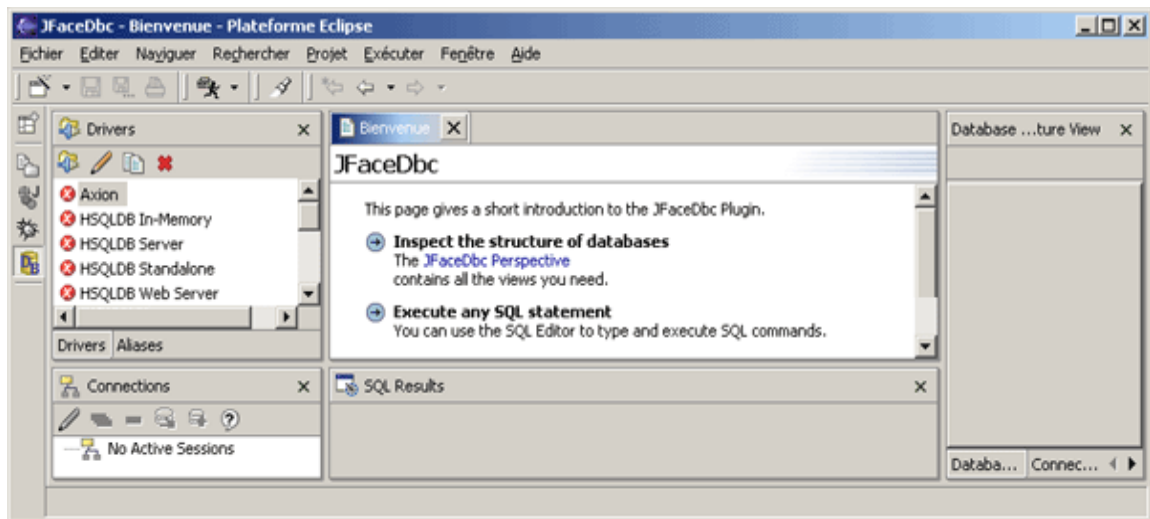 JFaceDbc - Bienvenue - Plateforme Eclipse
Fichier Editer Naviguer Rechercher Projet Exécuter Fenêtre Aide
Drivers
Axion
HSQLDB In-Memory
HSQLDB Server
HSQLDB Standalone
HSQLDB Web Server
Drivers Aliases
Bienvenue
JFaceDbc
This page gives a short introduction to the JFaceDbc Plugin.
Inspect the structure of databases
The JFaceDbc Perspective
contains all the views you need.
Execute any SQL statement
You can use the SQL Editor to type and execute SQL commands.
Database ...ture View
Databa... Connec...
Connections
No Active Sessions
SQL Results